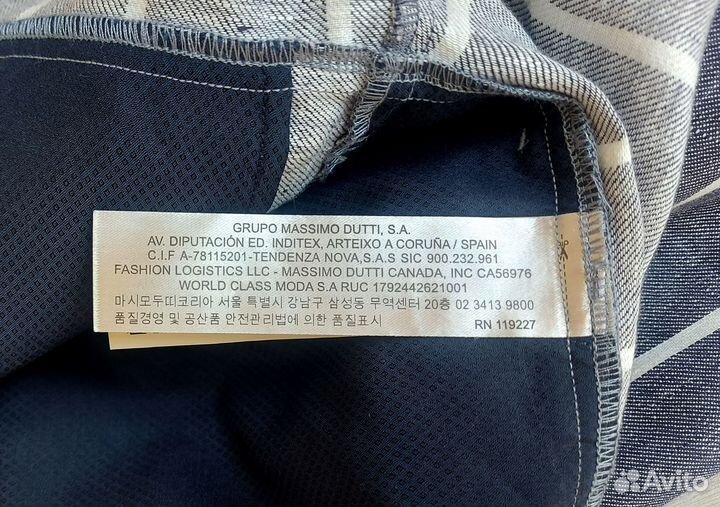 GRUPO MASSIMO DUTTI, S.A.
AV. DIPUTACIÓN ED. INDITEX, ARTEIXO A CORUÑA / SPAIN
C.I.F A-78115201-TENDENZA NOVA,S.A.S SIC 900.232.961
FASHION LOGISTICS LLC - MASSIMO DUTTI CANADA, INC CA56976
WORLD CLASS MODA S.A RUC 1792442621001
마시모두띠코리아 서울 특별시 강남구 삼성동 무역센터 20층 02 3413 9800
품질경영 및 공산품 안전관리법에 의한 품질표시
RN 119227
Avito